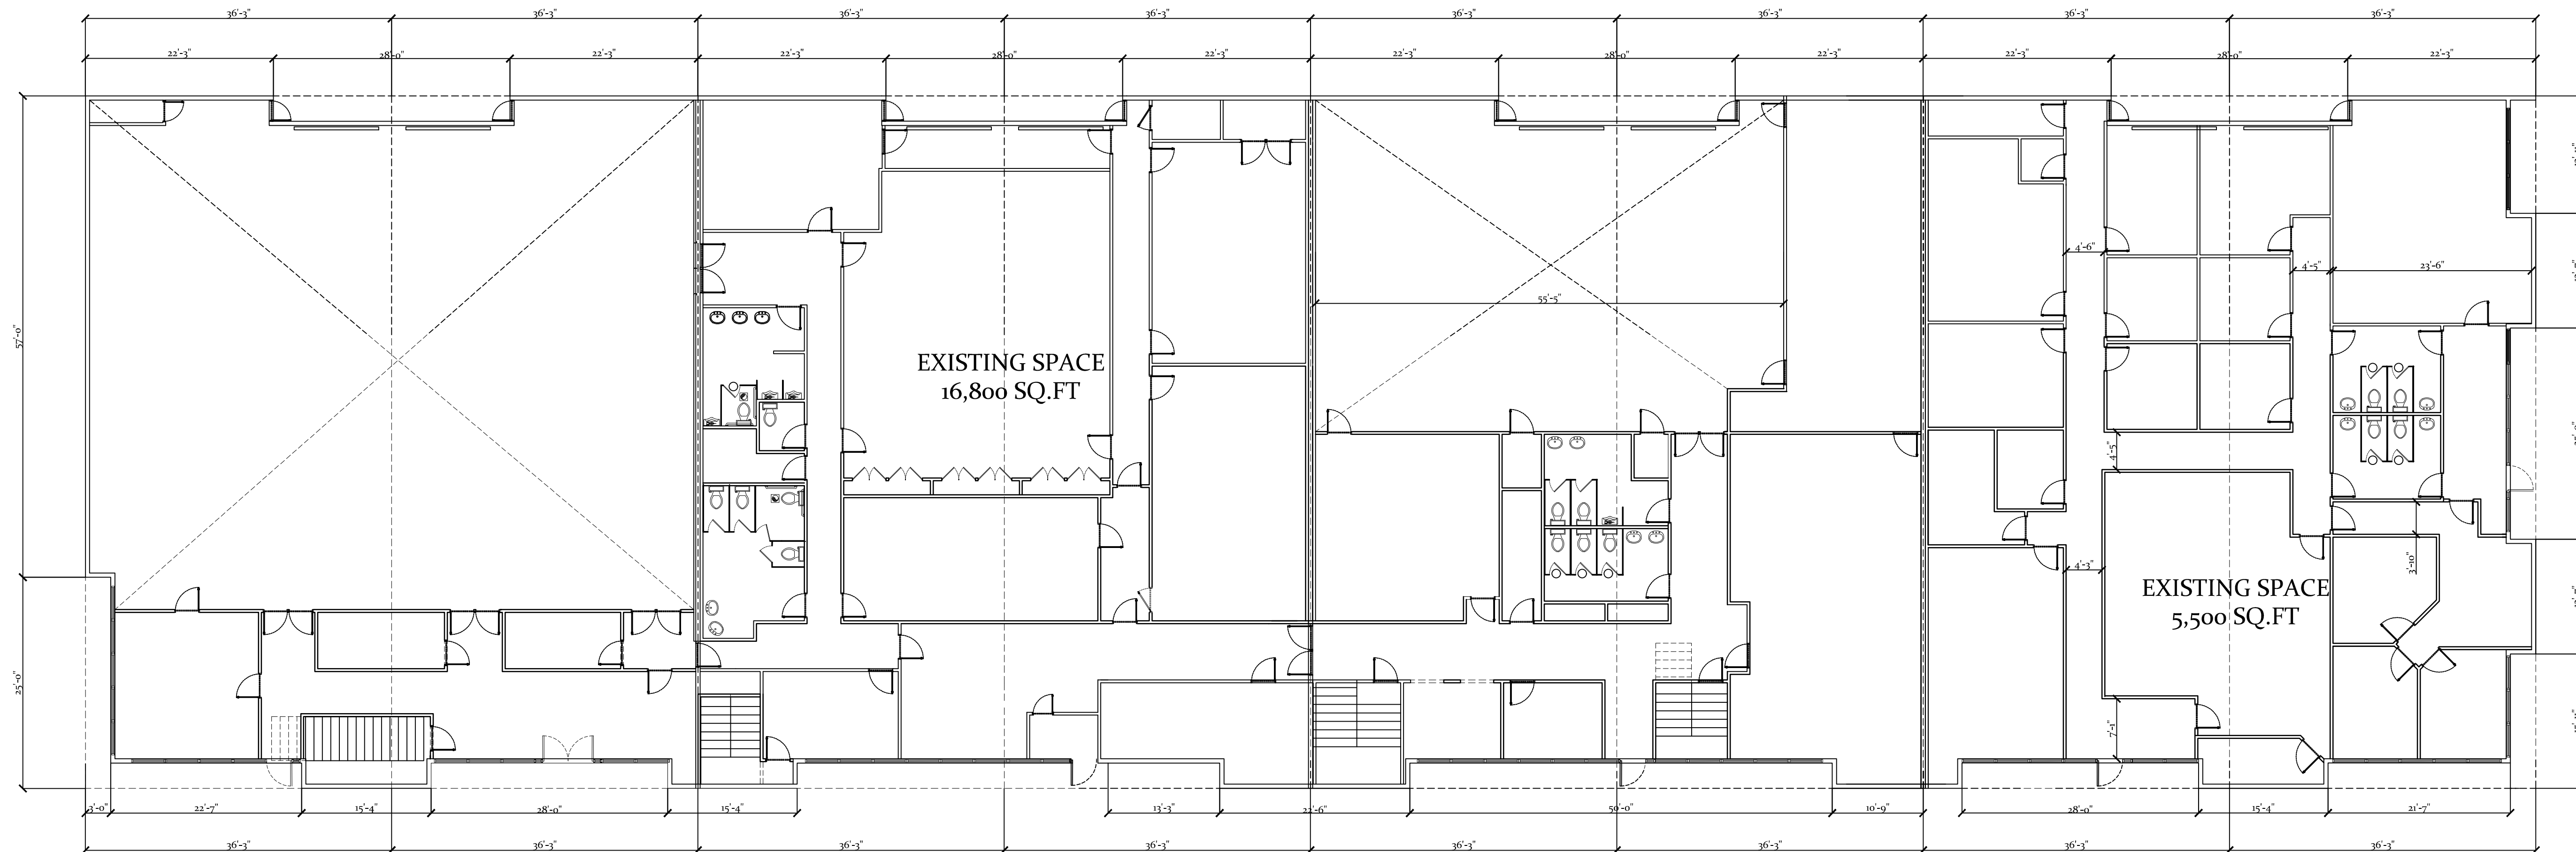 36'-3" 36'-3" 36'-3" 36'-3" 36'-3" 36'-3" 36'-3" 36'-3"
22'-3" 28'-0" 22'-3" 22'-3" 28'-0" 22'-3" 22'-3" 28'-0" 22'-3" 22'-3" 28'-0" 22'-3"
4'-6"
4'-5" 23'-6"
55'-5"
57'-0"
EXISTING SPACE
16,800 SQ.FT
4'-5"
3'-10"
4'-3"
EXISTING SPACE
5,500 SQ.FT
25'-0"
7'-1"
3'-0" 22'-7" 15'-4" 28'-0" 15'-4" 13'-3" 22'-6" 50'-0" 10'-9" 28'-0" 15'-4" 21'-7"
36'-3" 36'-3" 36'-3" 36'-3" 36'-3" 36'-3" 36'-3" 36'-3"